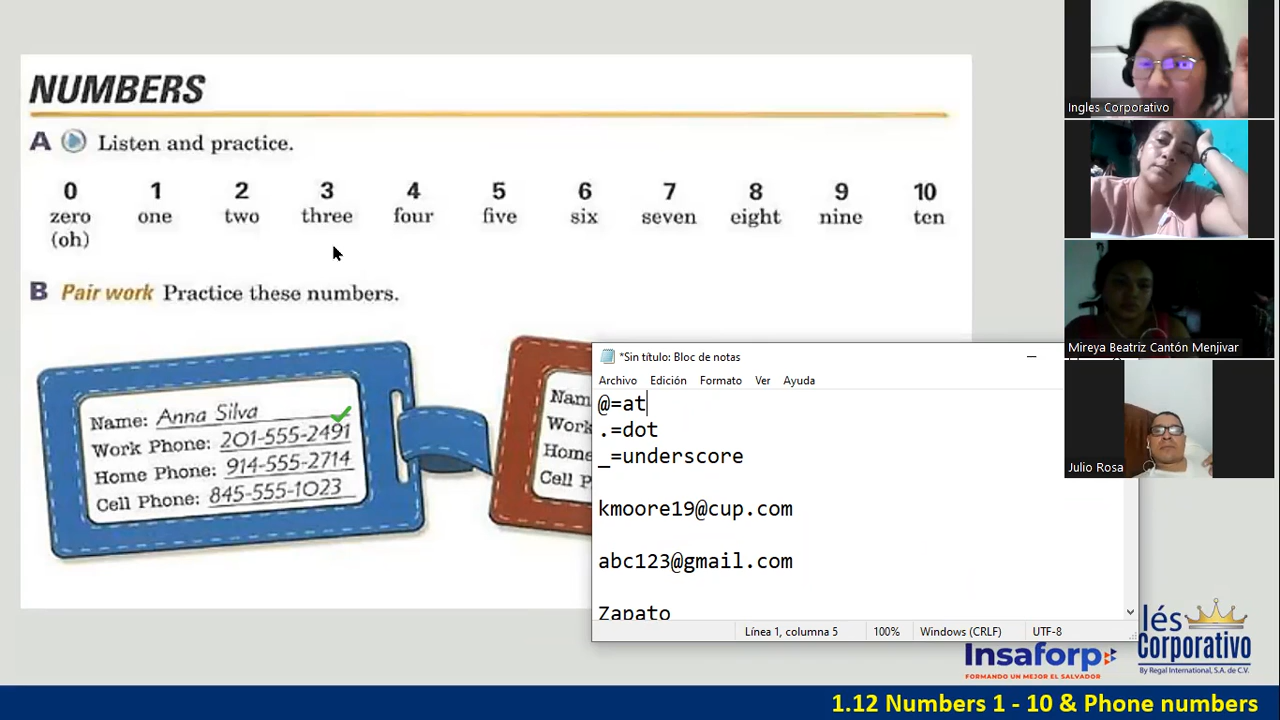 NUMBERS
A Listen and practice.
0 1 2 3 4 5 6 7 8 9 10
zero one two three four five six seven eight nine ten
(oh)
B Pair work Practice these numbers.
Name: Anna Silva
Work Phone: 201-555-2491
Home Phone: 914-555-2714
Cell Phone: 845-555-1023
Nam
Work
Home
Cell P
*Sin título: Bloc de notas
Archivo Edición Formato Ver Ayuda
@=at
.=dot
_=underscore
kmoore19@cup.com
abc123@gmail.com
Zapato
Línea 1, columna 5 100% Windows (CRLF) UTF-8
Ingles Corporativo
Mireya Beatriz Cantón Menjivar
Julio Rosa
lés
Corporativo
By Regal International, S.A. de C.V.
Insaforp
FORMANDO UN MEJOR EL SALVADOR
1.12 Numbers 1 - 10 & Phone numbers